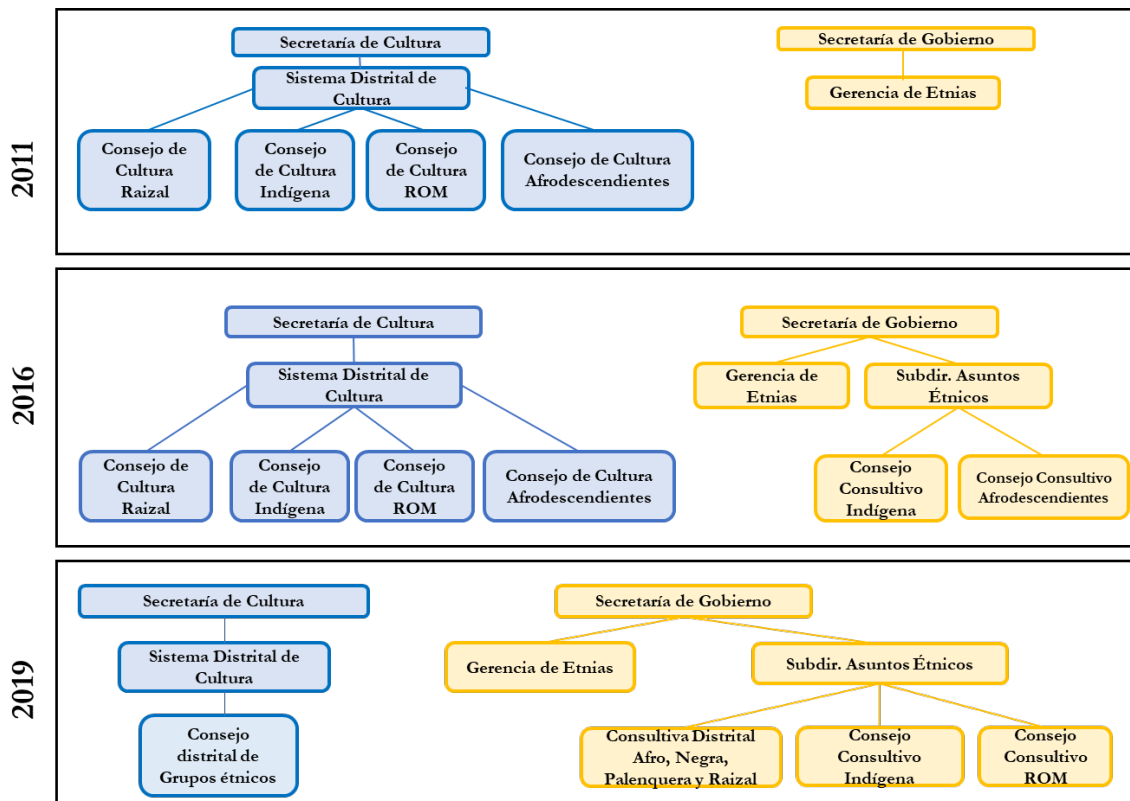 2011
Secretaría de Cultura
Sistema Distrital de
Cultura
Consejo de
Cultura
Raizal
Consejo
de Cultura
Indígena
Consejo
de Cultura
ROM
Consejo de Cultura
Afrodescendientes
Secretaría de Gobierno
Gerencia de Etnias
2016
Secretaría de Cultura
Sistema Distrital de
Cultura
Consejo de
Cultura
Raizal
Consejo
de Cultura
Indígena
Consejo
de Cultura
ROM
Consejo de Cultura
Afrodescendientes
Secretaría de Gobierno
Gerencia de
Etnias
Subdir. Asuntos
Étnicos
Consejo
Consultivo
Indígena
Consejo Consultivo
Afrodescendientes
2019
Secretaría de Cultura
Sistema Distrital de
Cultura
Consejo
distrital de
Grupos étnicos
Secretaría de Gobierno
Gerencia de Etnias
Subdir. Asuntos Étnicos
Consultiva Distrital
Afro, Negra,
Palenquera y Raizal
Consejo
Consultivo
Indígena
Consejo
Consultivo
ROM